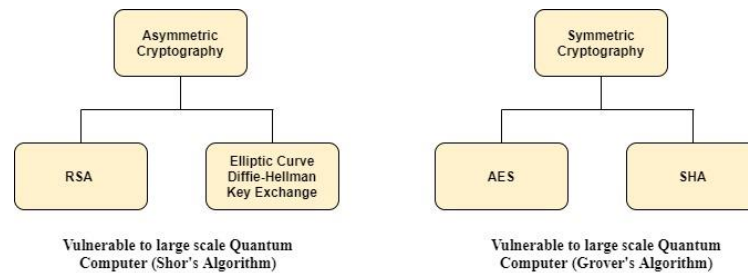 Asymmetric
Cryptography
Symmetric
Cryptography
RSA
Elliptic Curve
Diffie-Hellman
Key Exchange
AES
SHA
Vulnerable to large scale Quantum
Computer (Shor's Algorithm)
Vulnerable to large scale Quantum
Computer (Grover's Algorithm)